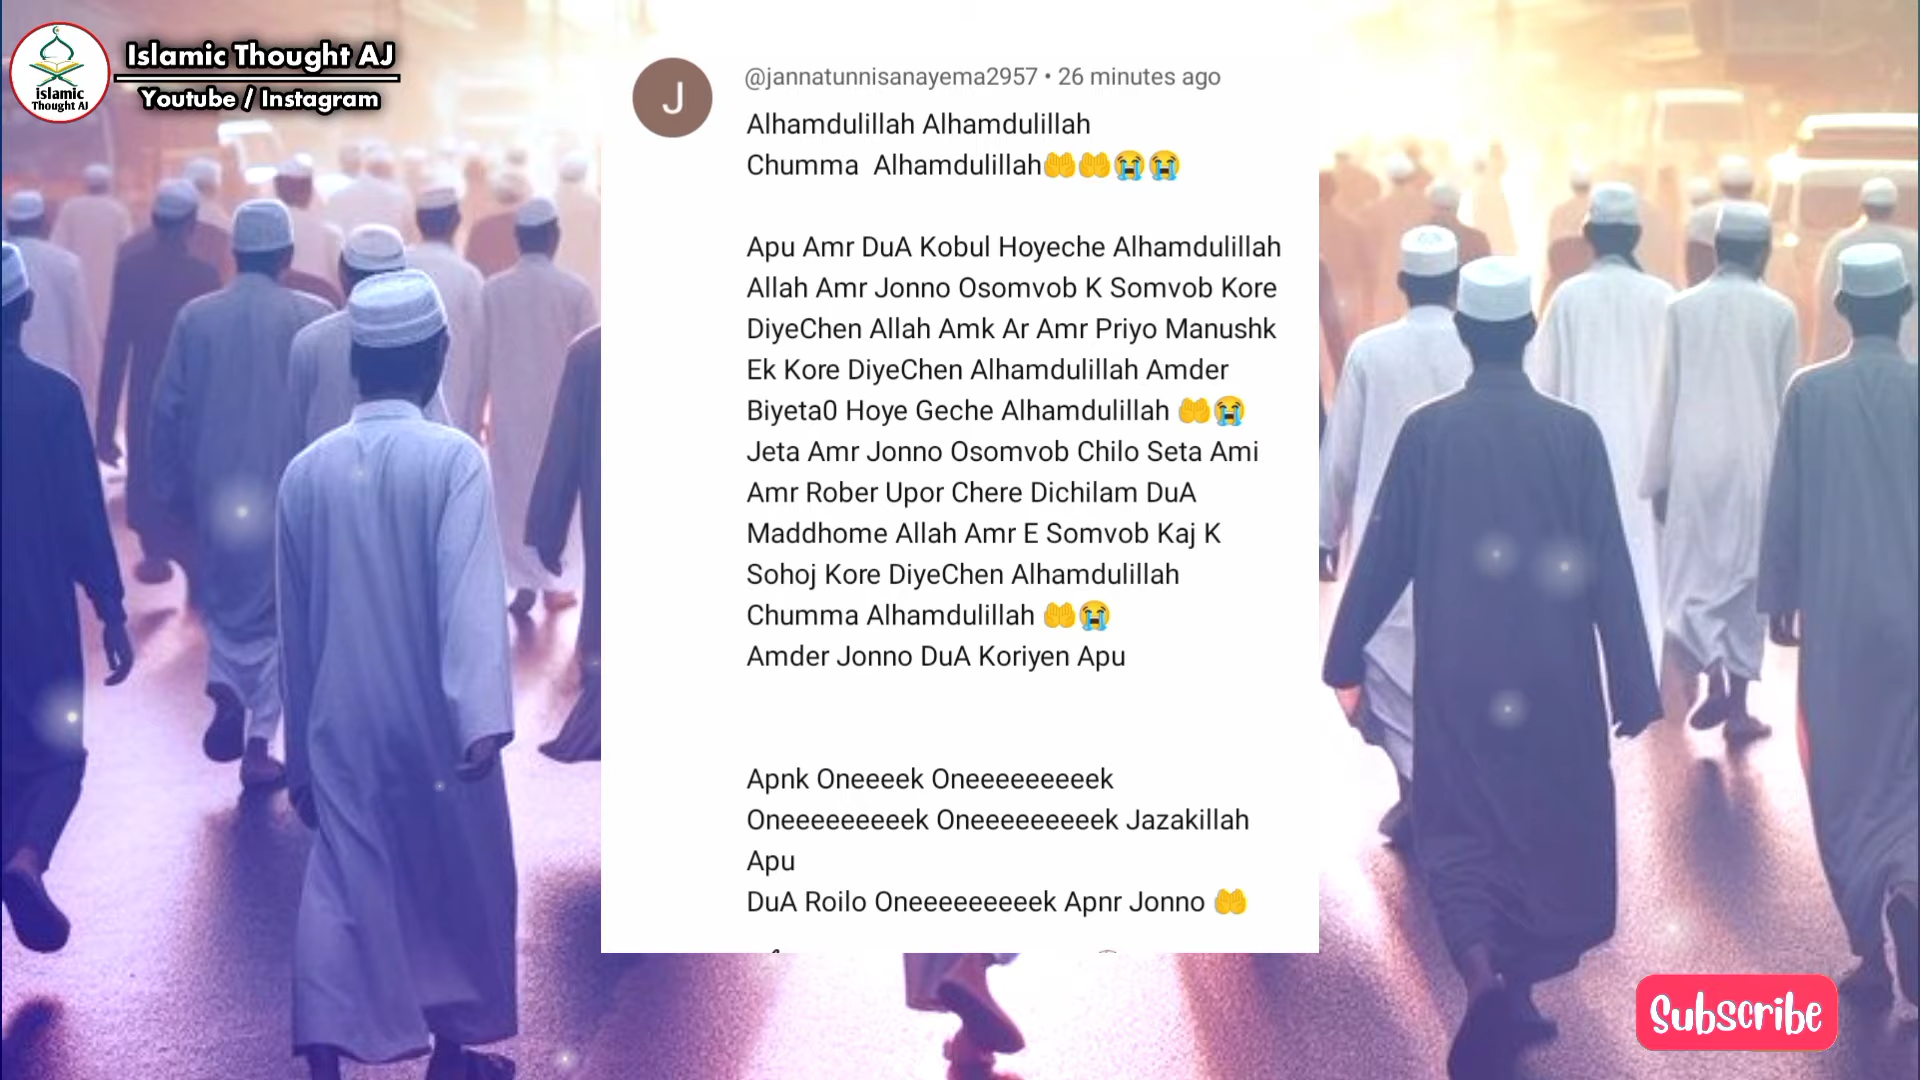 Islamic Thought AJ
Youtube / Instagram
islamic
Thought AJ
J
@jannatunnisanayema2957 • 26 minutes ago
Alhamdulillah Alhamdulillah
Chumma  Alhamdulillah🤲🤲😭😭
Apu Amr DuA Kobul Hoyeche Alhamdulillah
Allah Amr Jonno Osomvob K Somvob Kore
DiyeChen Allah Amk Ar Amr Priyo Manushk
Ek Kore DiyeChen Alhamdulillah Amder
Biyeta0 Hoye Geche Alhamdulillah 🤲😭
Jeta Amr Jonno Osomvob Chilo Seta Ami
Amr Rober Upor Chere Dichilam DuA
Maddhome Allah Amr E Somvob Kaj K
Sohoj Kore DiyeChen Alhamdulillah
Chumma Alhamdulillah 🤲😭
Amder Jonno DuA Koriyen Apu
Apnk Oneeeek Oneeeeeeeeek
Oneeeeeeeeek Oneeeeeeeeek Jazakillah
Apu
DuA Roilo Oneeeeeeeeek Apnr Jonno 🤲
Subscribe